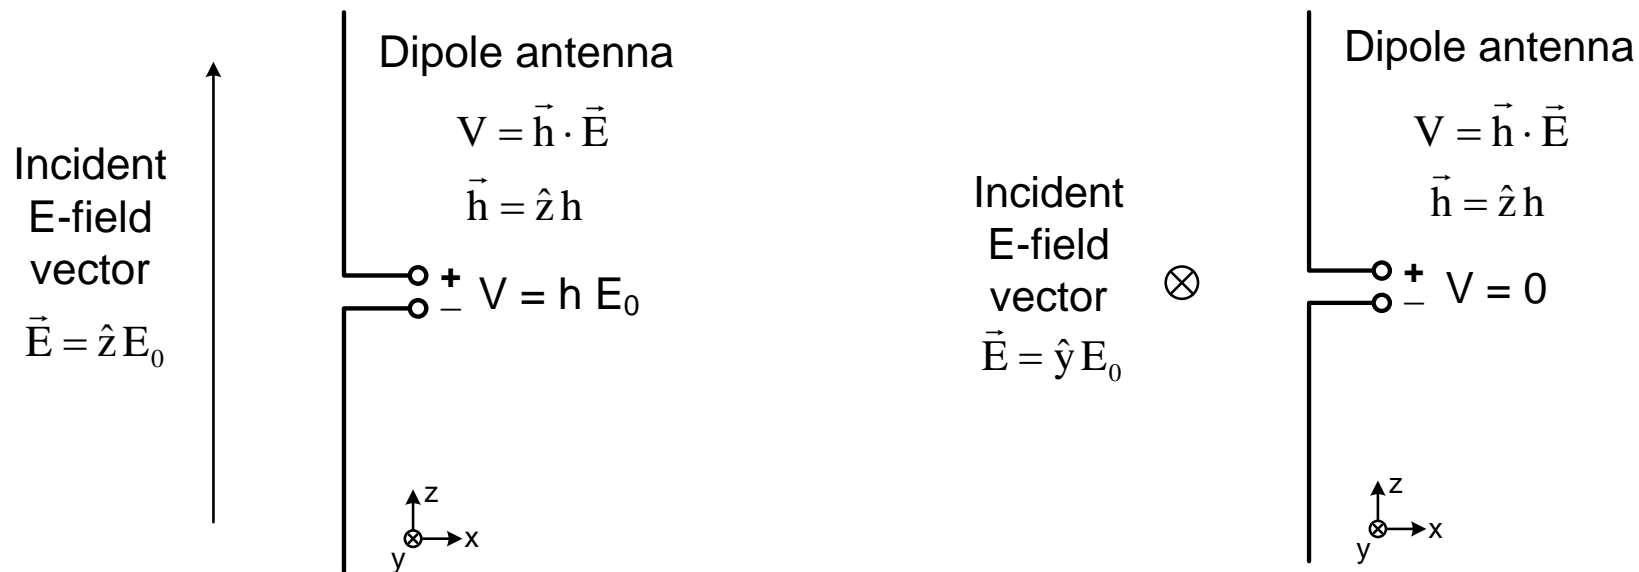 Dipole antenna
V = h⃗ · E⃗
h⃗ = ẑ h
Incident
E-field
vector
E⃗ = ẑ E₀
+
–
V = h E₀
z
x
y
Dipole antenna
V = h⃗ · E⃗
h⃗ = ẑ h
Incident
E-field
vector
E⃗ = ŷ E₀
+
–
V = 0
z
x
y